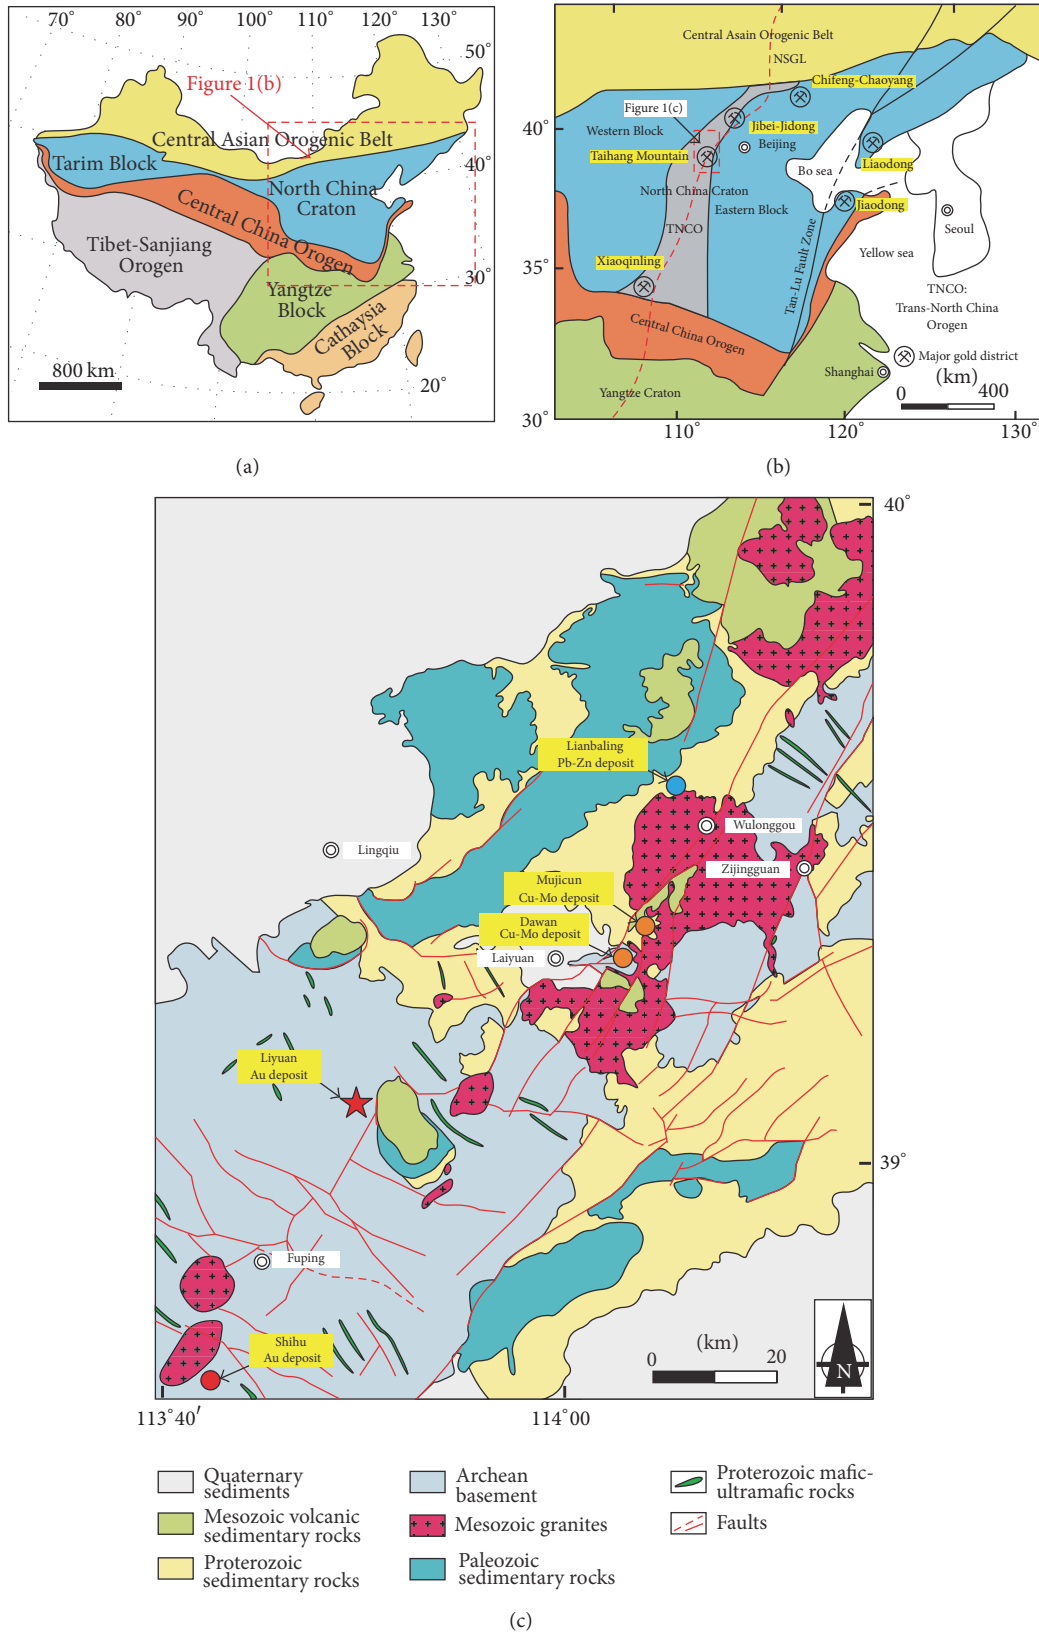 70° 80° 90° 100° 110° 120° 130°
50°
Figure 1(b)
Central Asian Orogenic Belt
40°
Tarim Block
North China
Craton
Central China Orogen
Tibet-Sanjiang
Orogen
30°
Yangtze
Block
Cathaysia
Block
800 km
20°
(a)
Central Asain Orogenic Belt
NSGL
Chifeng-Chaoyang
Figure 1(c)
40°
Western Block
Jibei-Jidong
Beijing
Taihang Mountain
Bo sea
Liaodong
North China Craton
Eastern Block
Jiaodong
TNCO
Seoul
Tan-Lu Fault Zone
Yellow sea
Xiaoqinling
35°
TNCO:
Trans-North China
Orogen
Central China Orogen
Major gold district
Shanghai
(km)
0 400
Yangtze Craton
30°
110° 120° 130°
(b)
40°
Lianbaling
Pb-Zn deposit
Wulonggou
Lingqiu
Zijingguan
Mujicun
Cu-Mo deposit
Dawan
Cu-Mo deposit
Laiyuan
Liyuan
Au deposit
39°
Fuping
Shihu
Au deposit
(km)
0 20
N
113°40′ 114°00
Quaternary
sediments
Archean
basement
Proterozoic mafic-
ultramafic rocks
Mesozoic volcanic
sedimentary rocks
Mesozoic granites
Faults
Proterozoic
sedimentary rocks
Paleozoic
sedimentary rocks
(c)